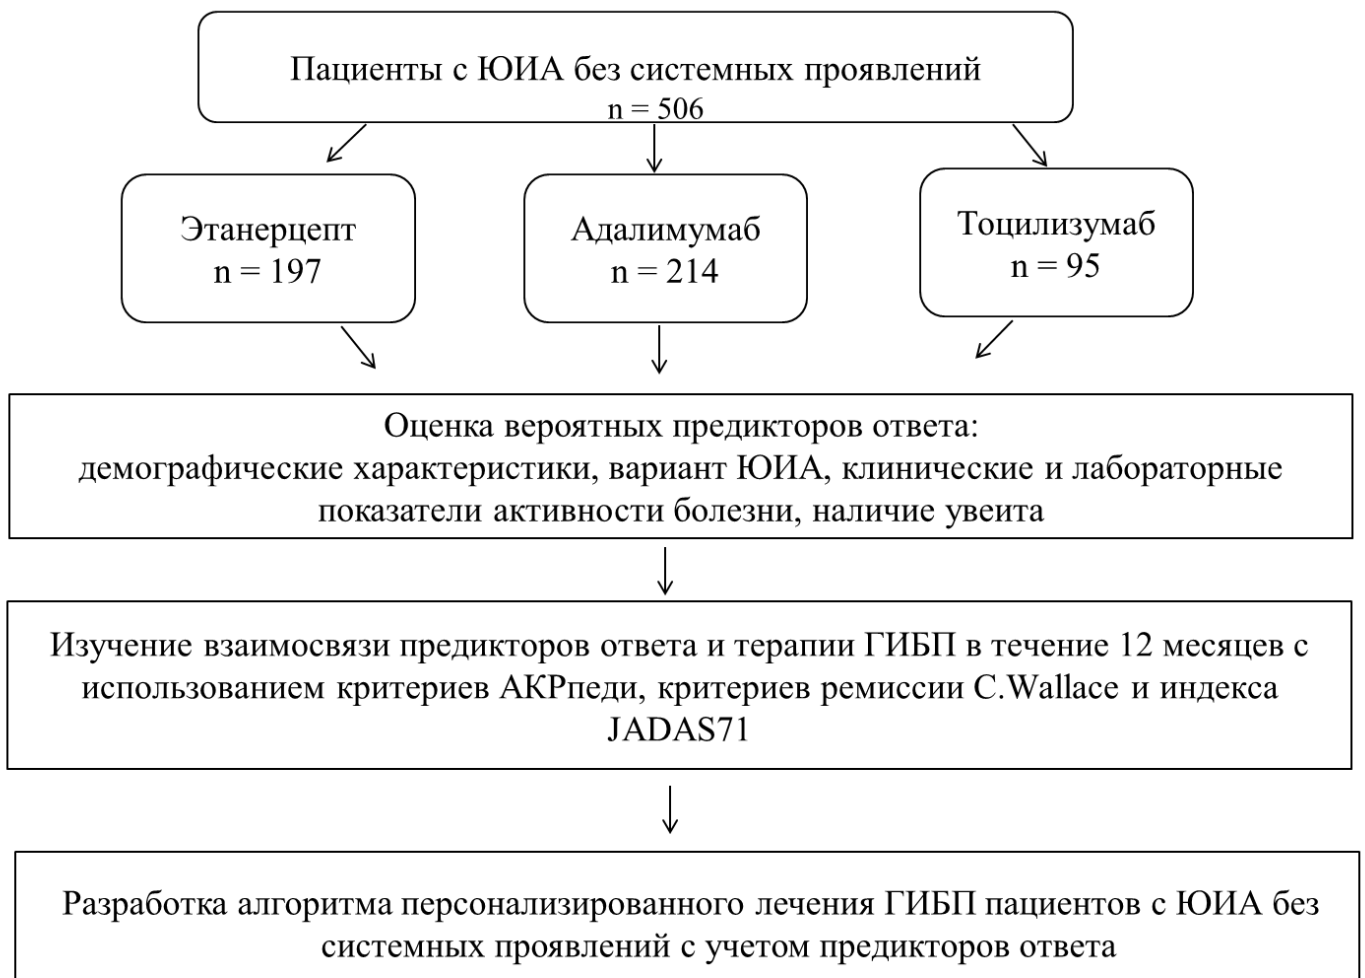 Пациенты с ЮИА без системных проявлений
n = 506
Этанерцепт
n = 197
Адалимумаб
n = 214
Тоцилизумаб
n = 95
Оценка вероятных предикторов ответа:
демографические характеристики, вариант ЮИА, клинические и лабораторные
показатели активности болезни, наличие увеита
Изучение взаимосвязи предикторов ответа и терапии ГИБП в течение 12 месяцев с
использованием критериев АКРпеди, критериев ремиссии C.Wallace и индекса
JADAS71
Разработка алгоритма персонализированного лечения ГИБП пациентов с ЮИА без
системных проявлений с учетом предикторов ответа